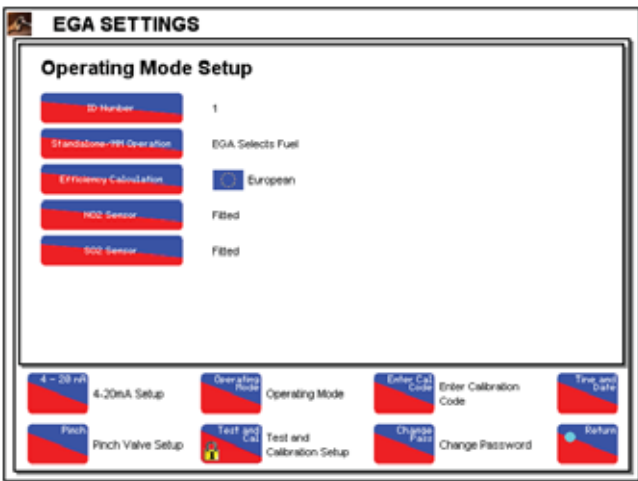 EGA SETTINGS
Operating Mode Setup
ID Number
1
Standalone/MM Operation
EGA Selects Fuel
Efficiency Calculation
European
NO2 Sensor
Fitted
SO2 Sensor
Fitted
4 - 20 mA
4-20mA Setup
Operating
Mode
Operating Mode
Enter Cal
Code
Enter Calibration
Code
Time and
Date
Pinch
Pinch Valve Setup
Test and
Cal
Test and
Calibration Setup
Change
Pass
Change Password
Return